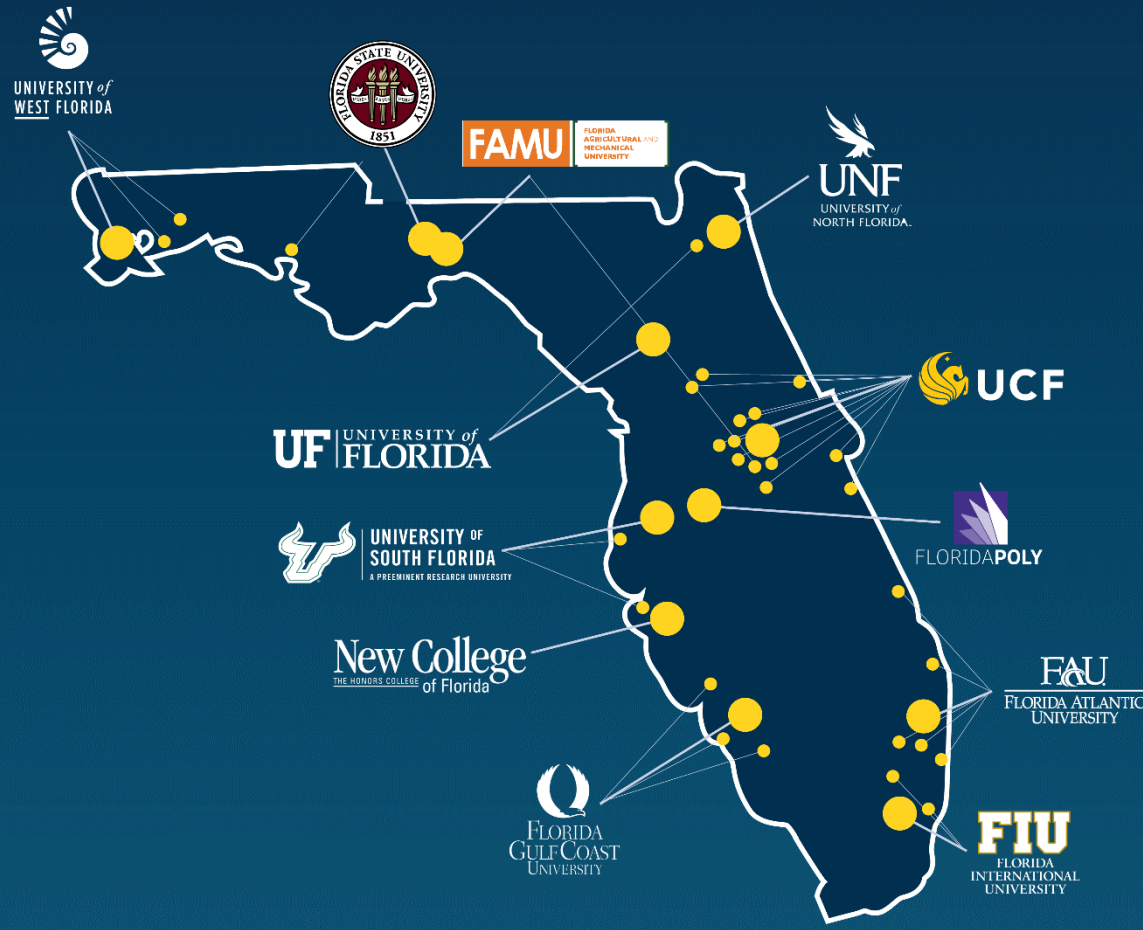 UNIVERSITY of
WEST FLORIDA
FLORIDA STATE UNIVERSITY
1851
FAMU
FLORIDA
AGRICULTURAL AND
MECHANICAL
UNIVERSITY
UNF
UNIVERSITY of
NORTH FLORIDA.
UCF
UF
UNIVERSITY of
FLORIDA
UNIVERSITY OF
SOUTH FLORIDA
A PREEMINENT RESEARCH UNIVERSITY
FLORIDAPOLY
New College
THE HONORS COLLEGE
of Florida
FAU
FLORIDA ATLANTIC
UNIVERSITY
FLORIDA
GULF COAST
UNIVERSITY
FIU
FLORIDA
INTERNATIONAL
UNIVERSITY